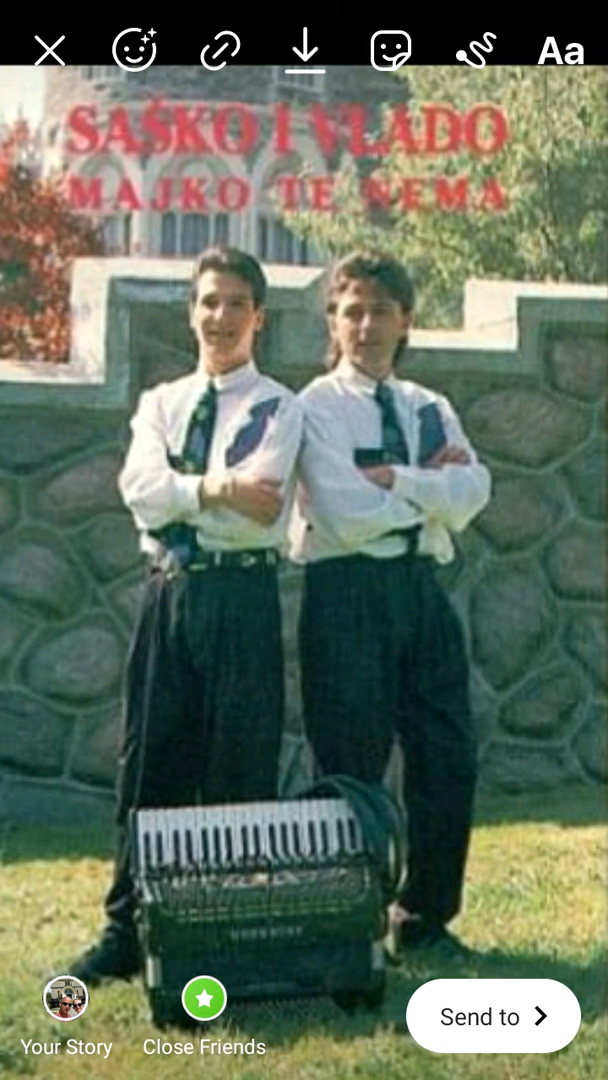 Aa
SAŠKO I VLADO
MAJKO TE NEMA
Your Story
Close Friends
Send to